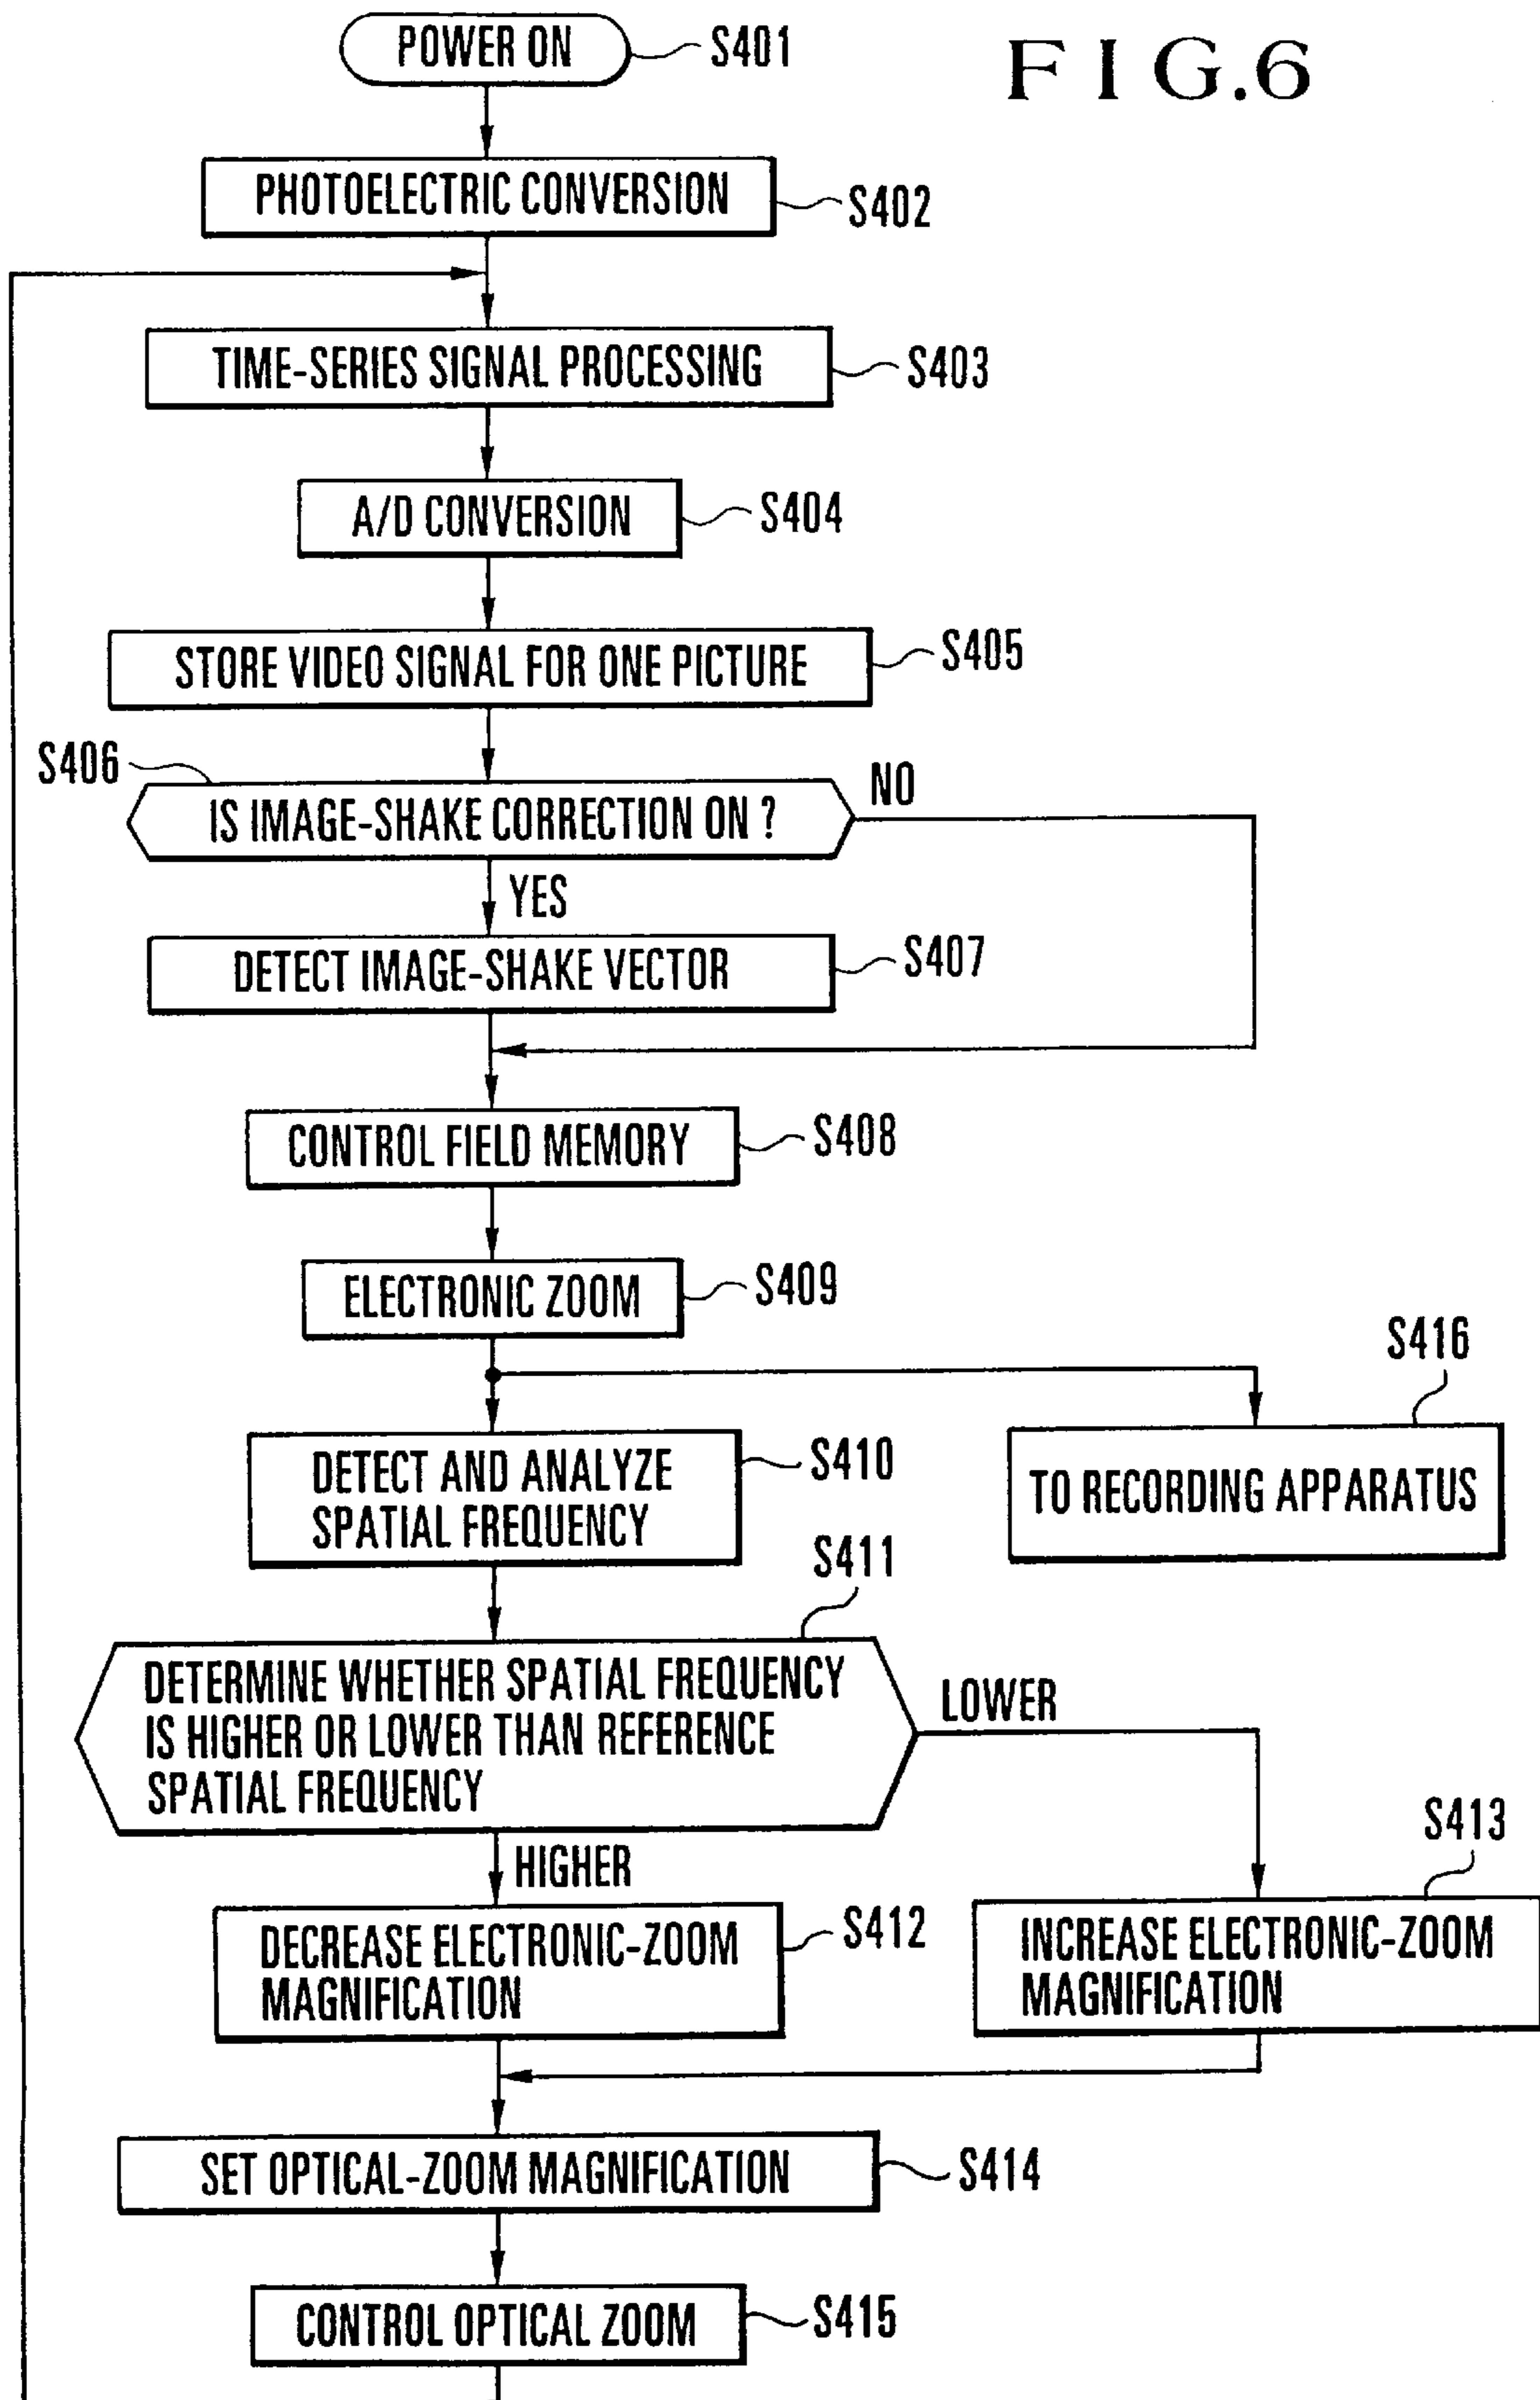 POWER ON
S401
FIG.6
PHOTOELECTRIC CONVERSION
S402
TIME-SERIES SIGNAL PROCESSING
S403
A/D CONVERSION
S404
STORE VIDEO SIGNAL FOR ONE PICTURE
S405
S406
IS IMAGE-SHAKE CORRECTION ON ?
NO
YES
DETECT IMAGE-SHAKE VECTOR
S407
CONTROL FIELD MEMORY
S408
ELECTRONIC ZOOM
S409
S416
TO RECORDING APPARATUS
DETECT AND ANALYZE
SPATIAL FREQUENCY
S410
S411
DETERMINE WHETHER SPATIAL FREQUENCY
IS HIGHER OR LOWER THAN REFERENCE
SPATIAL FREQUENCY
LOWER
HIGHER
S413
DECREASE ELECTRONIC-ZOOM
MAGNIFICATION
S412
INCREASE ELECTRONIC-ZOOM
MAGNIFICATION
SET OPTICAL-ZOOM MAGNIFICATION
S414
CONTROL OPTICAL ZOOM
S415